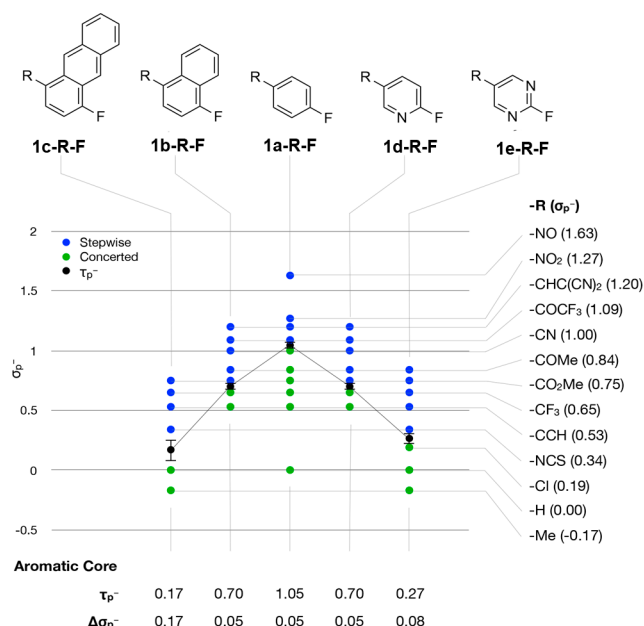 R
F
R
F
R
F
R
N
F
R
N
N
F
1c-R-F 1b-R-F 1a-R-F 1d-R-F 1e-R-F
-R (σp⁻)
2
1.5
1
0.5
0
-0.5
σp⁻
Stepwise
Concerted
τp⁻
-NO (1.63)
-NO₂ (1.27)
-CHC(CN)₂ (1.20)
-COCF₃ (1.09)
-CN (1.00)
-COMe (0.84)
-CO₂Me (0.75)
-CF₃ (0.65)
-CCH (0.53)
-NCS (0.34)
-Cl (0.19)
-H (0.00)
-Me (-0.17)
Aromatic Core
τp⁻ 0.17 0.70 1.05 0.70 0.27
Δσp⁻ 0.17 0.05 0.05 0.05 0.08